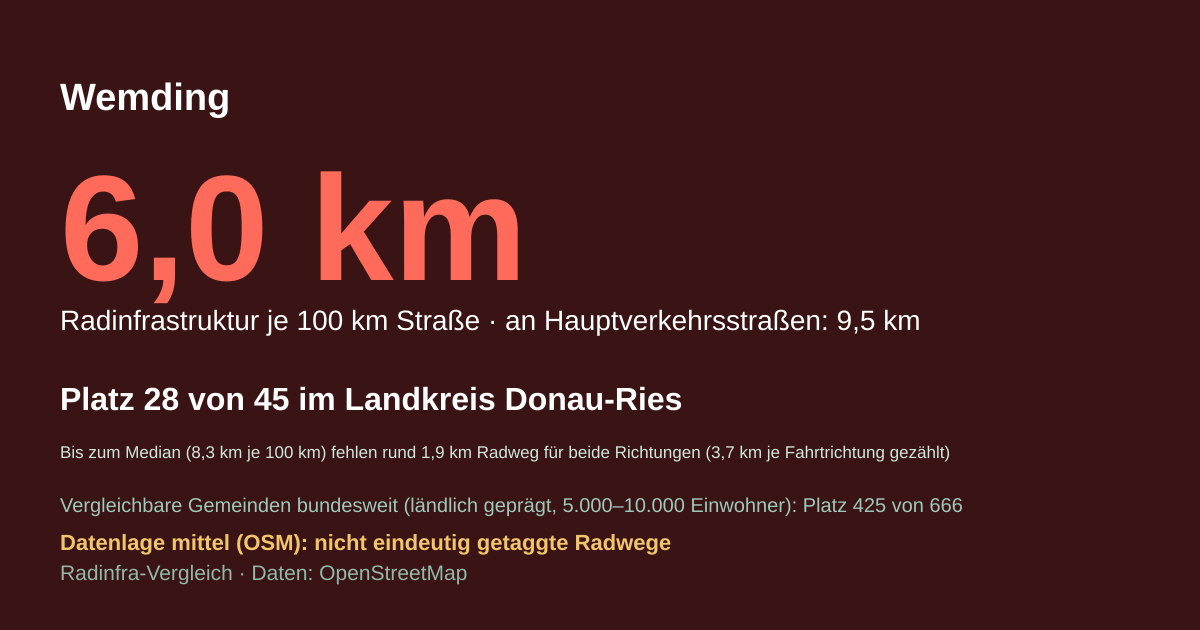 Wemding
6,0 km
Radinfrastruktur je 100 km Straße · an Hauptverkehrsstraßen: 9,5 km
Platz 28 von 45 im Landkreis Donau-Ries
Bis zum Median (8,3 km je 100 km) fehlen rund 1,9 km Radweg für beide Richtungen (3,7 km je Fahrtrichtung gezählt)
Vergleichbare Gemeinden bundesweit (ländlich geprägt, 5.000–10.000 Einwohner): Platz 425 von 666
Datenlage mittel (OSM): nicht eindeutig getaggte Radwege
Radinfra-Vergleich · Daten: OpenStreetMap